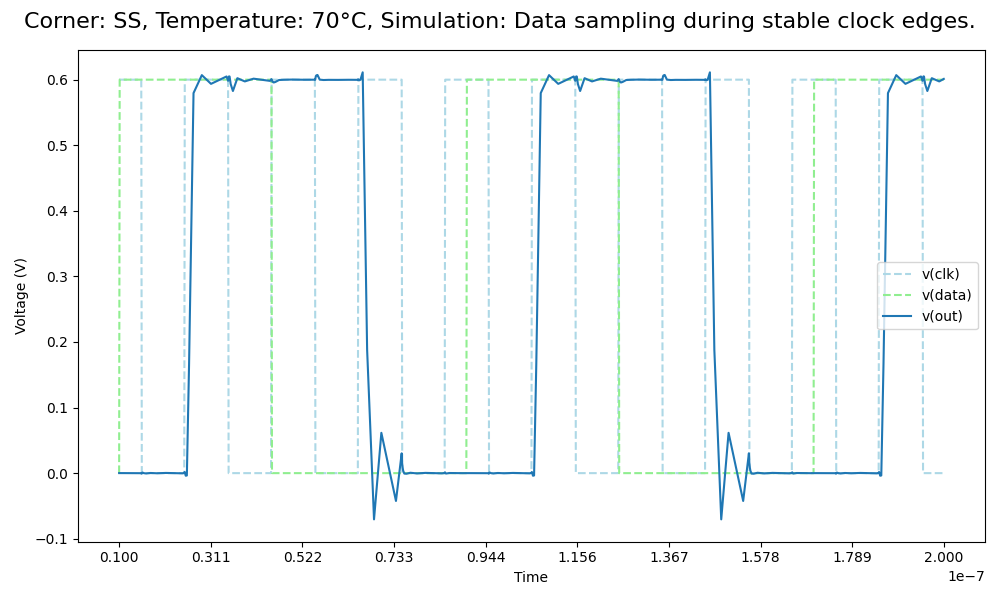 Corner: SS, Temperature: 70°C, Simulation: Data sampling during stable clock edges.
Voltage (V)
0.6
0.5
0.4
0.3
0.2
0.1
0.0
−0.1
v(clk)
v(data)
v(out)
0.100 0.311 0.522 0.733 0.944 1.156 1.367 1.578 1.789 2.000
Time
1e−7